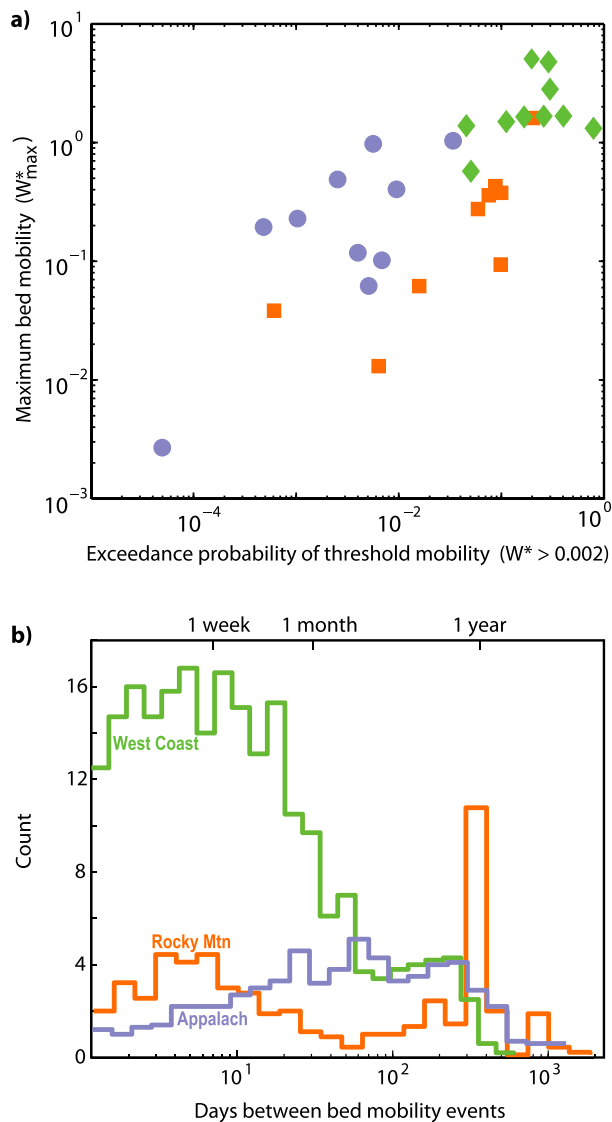 a)
10^1
10^0
10^−1
10^−2
10^−3
Maximum bed mobility (W*max)
10^−4
10^−2
10^0
Exceedance probability of threshold mobility (W* > 0.002)
b)
1 week
1 month
1 year
16
12
8
4
0
Count
West Coast
Rocky Mtn
Appalach
10^1
10^2
10^3
Days between bed mobility events